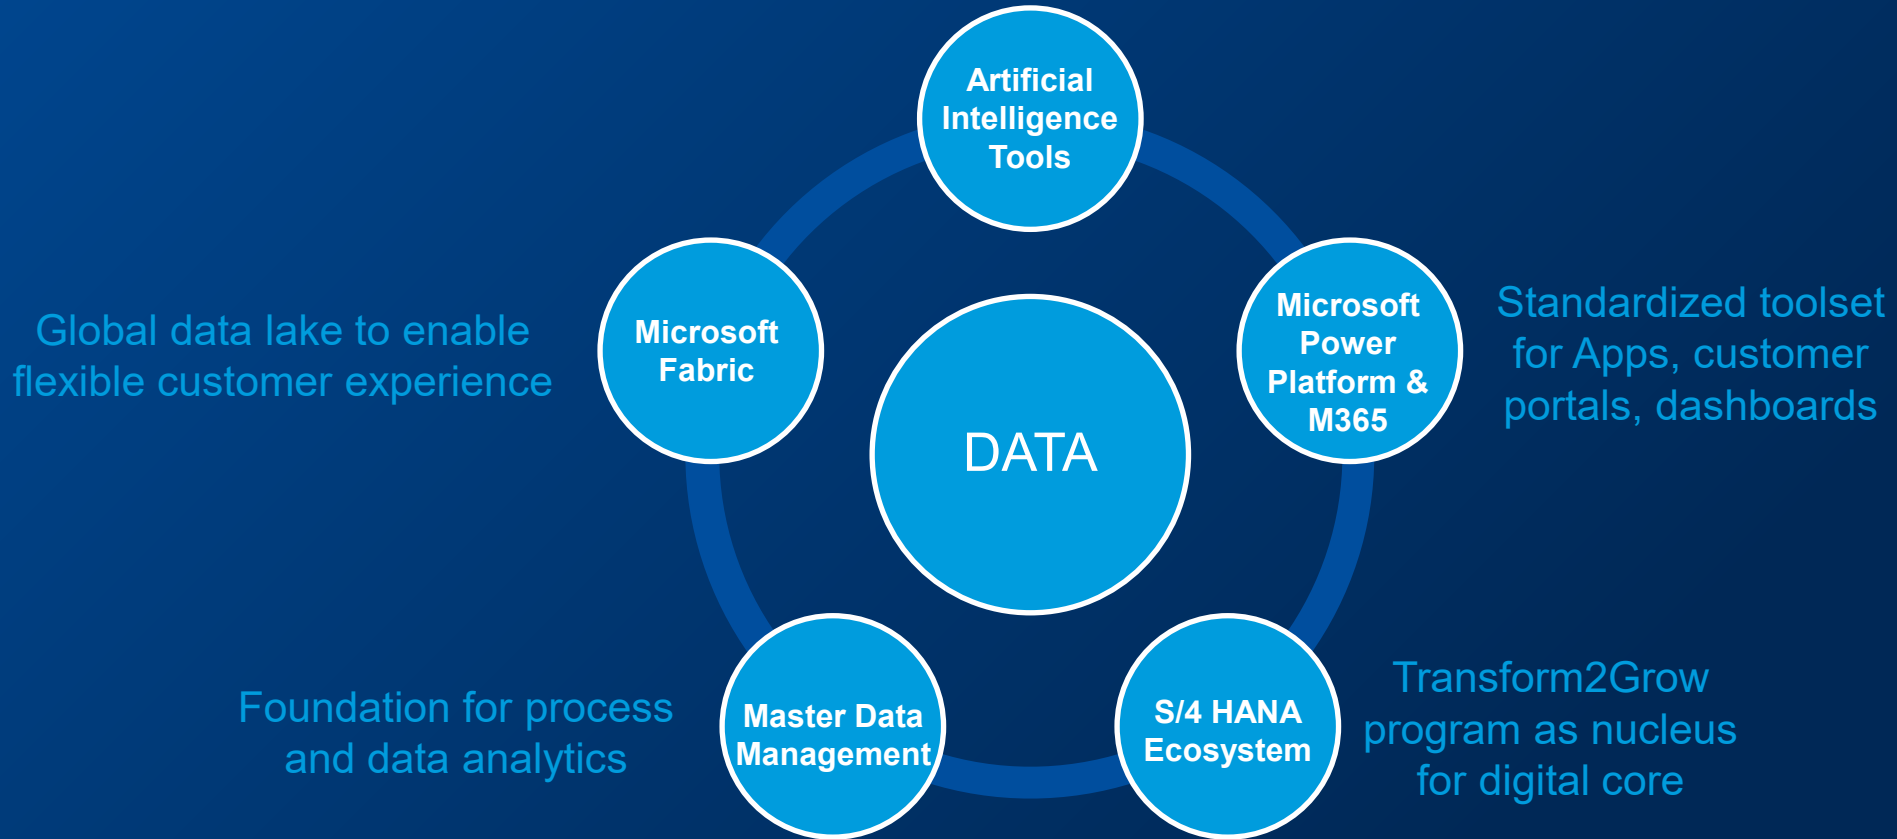 Artificial
Intelligence
Tools
Microsoft
Fabric
Global data lake to enable
flexible customer experience
Microsoft
Power
Platform &
M365
Standardized toolset
for Apps, customer
portals, dashboards
DATA
Master Data
Management
Foundation for process
and data analytics
S/4 HANA
Ecosystem
Transform2Grow
program as nucleus
for digital core